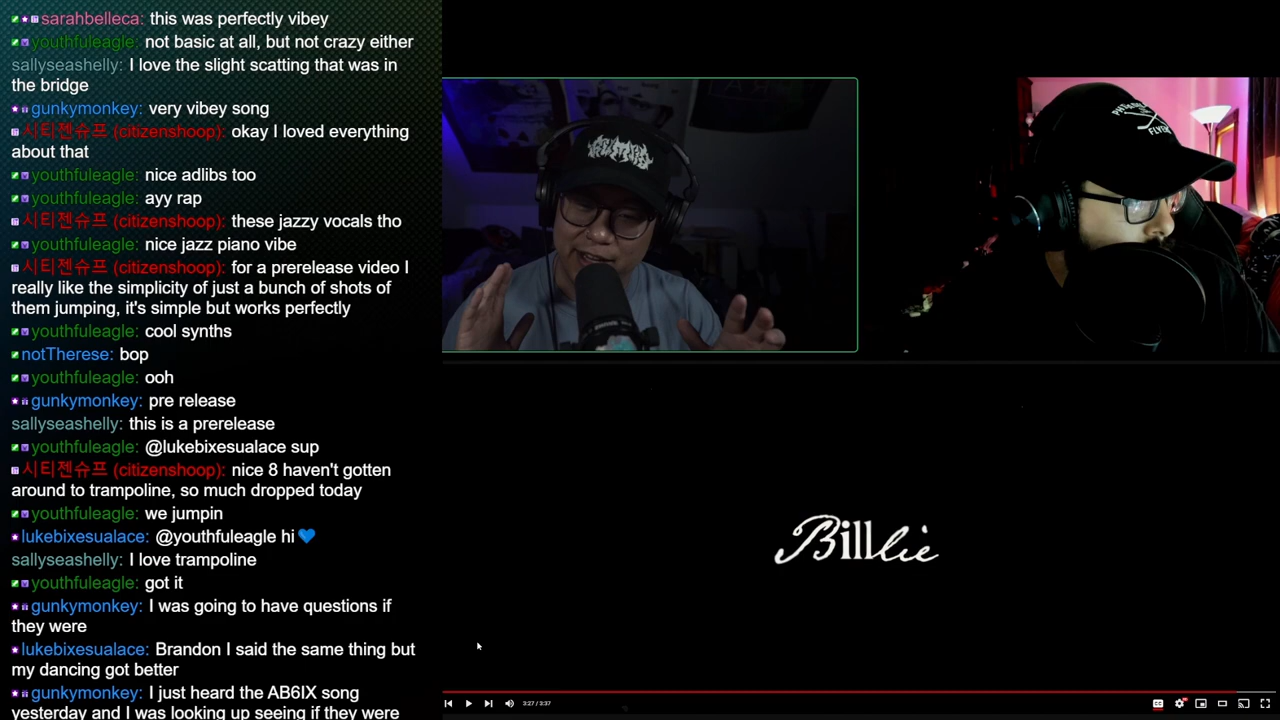 sarahbelleca: this was perfectly vibey
youthfuleagle: not basic at all, but not crazy either
sallyseashelly: I love the slight scatting that was in
the bridge
gunkymonkey: very vibey song
시티젠슈프 (citizenshoop): okay I loved everything
about that
youthfuleagle: nice adlibs too
youthfuleagle: ayy rap
시티젠슈프 (citizenshoop): these jazzy vocals tho
youthfuleagle: nice jazz piano vibe
시티젠슈프 (citizenshoop): for a prerelease video I
really like the simplicity of just a bunch of shots of
them jumping, it's simple but works perfectly
youthfuleagle: cool synths
notTherese: bop
youthfuleagle: ooh
gunkymonkey: pre release
sallyseashelly: this is a prerelease
youthfuleagle: @lukebixesualace sup
시티젠슈프 (citizenshoop): nice 8 haven't gotten
around to trampoline, so much dropped today
youthfuleagle: we jumpin
lukebixesualace: @youthfuleagle hi💙
sallyseashelly: I love trampoline
youthfuleagle: got it
gunkymonkey: I was going to have questions if
they were
lukebixesualace: Brandon I said the same thing but
my dancing got better
gunkymonkey: I just heard the AB6IX song
yesterday and I was looking up seeing if they were
Billlie
3:27 / 3:37